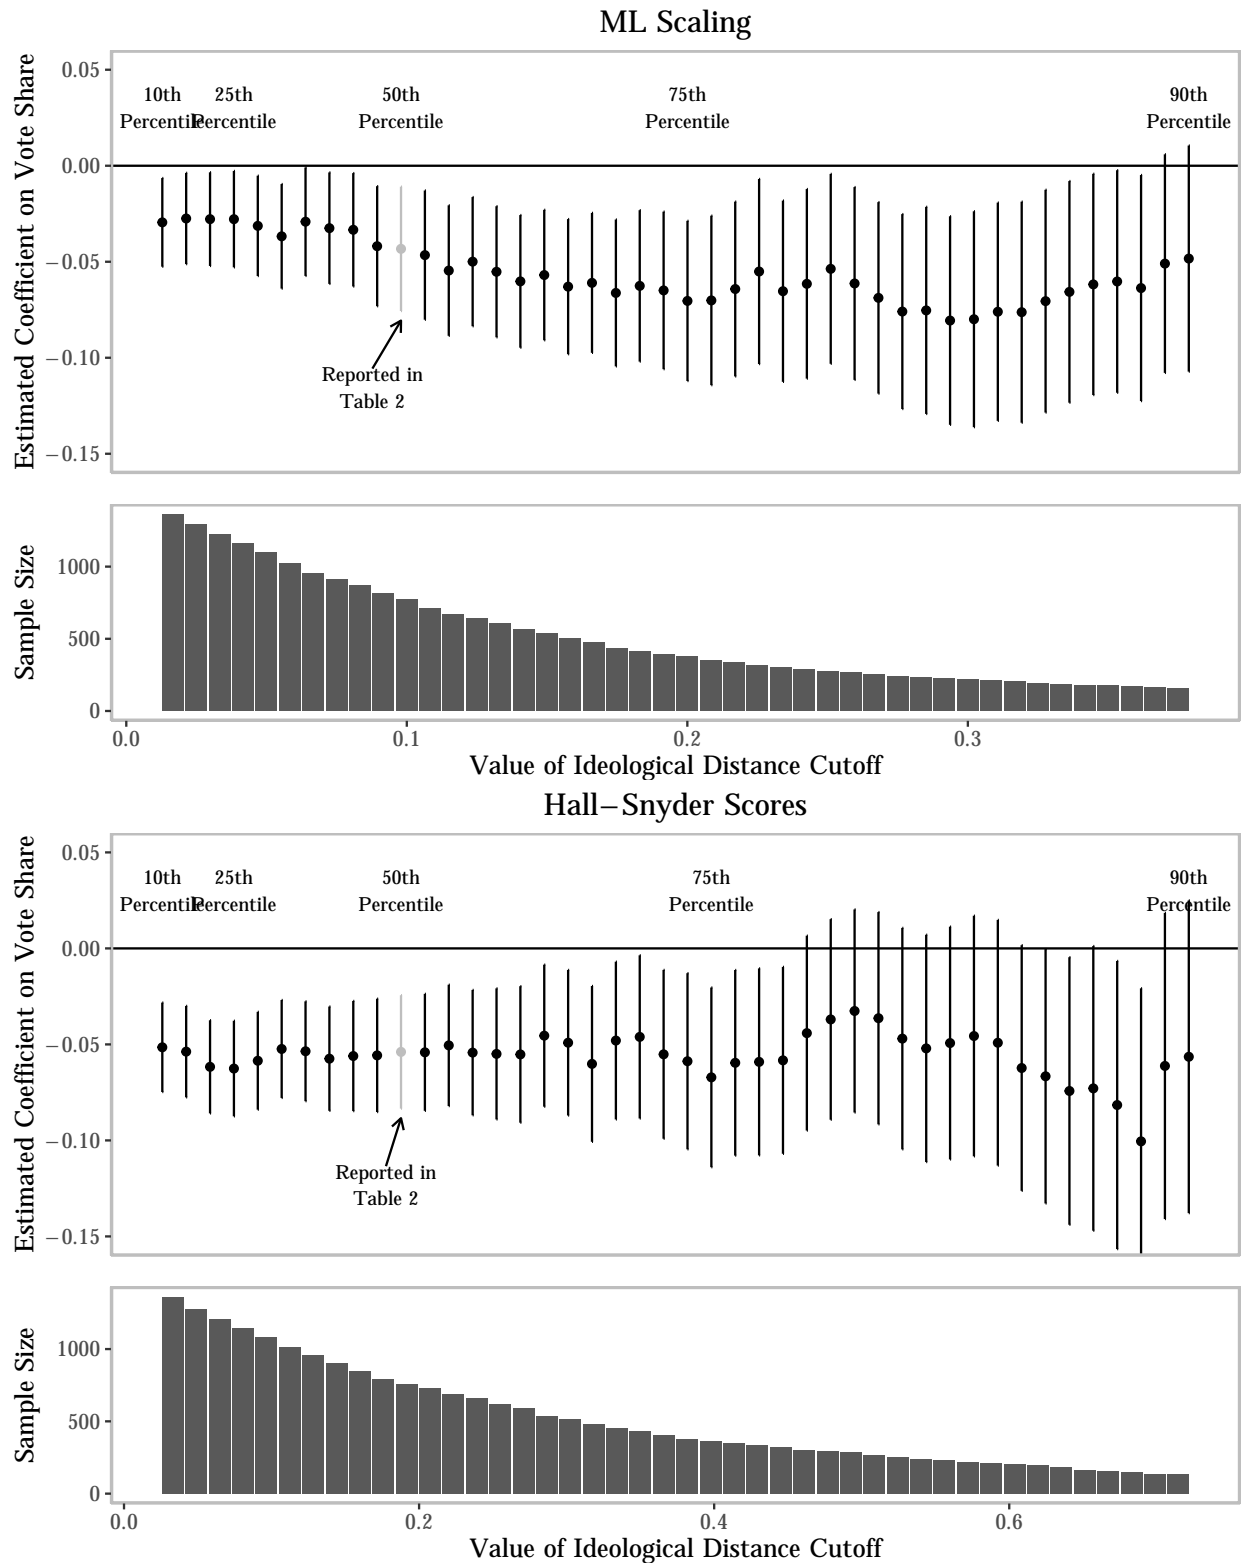 ML Scaling
Estimated Coefficient on Vote Share
0.05
0.00
−0.05
−0.10
−0.15
10th
Percentile
25th
Percentile
50th
Percentile
75th
Percentile
90th
Percentile
Reported in
Table 2
Sample Size
1000
500
0
0.0
0.1
0.2
0.3
Value of Ideological Distance Cutoff
Hall−Snyder Scores
Estimated Coefficient on Vote Share
0.05
0.00
−0.05
−0.10
−0.15
10th
Percentile
25th
Percentile
50th
Percentile
75th
Percentile
90th
Percentile
Reported in
Table 2
Sample Size
1000
500
0
0.0
0.2
0.4
0.6
Value of Ideological Distance Cutoff